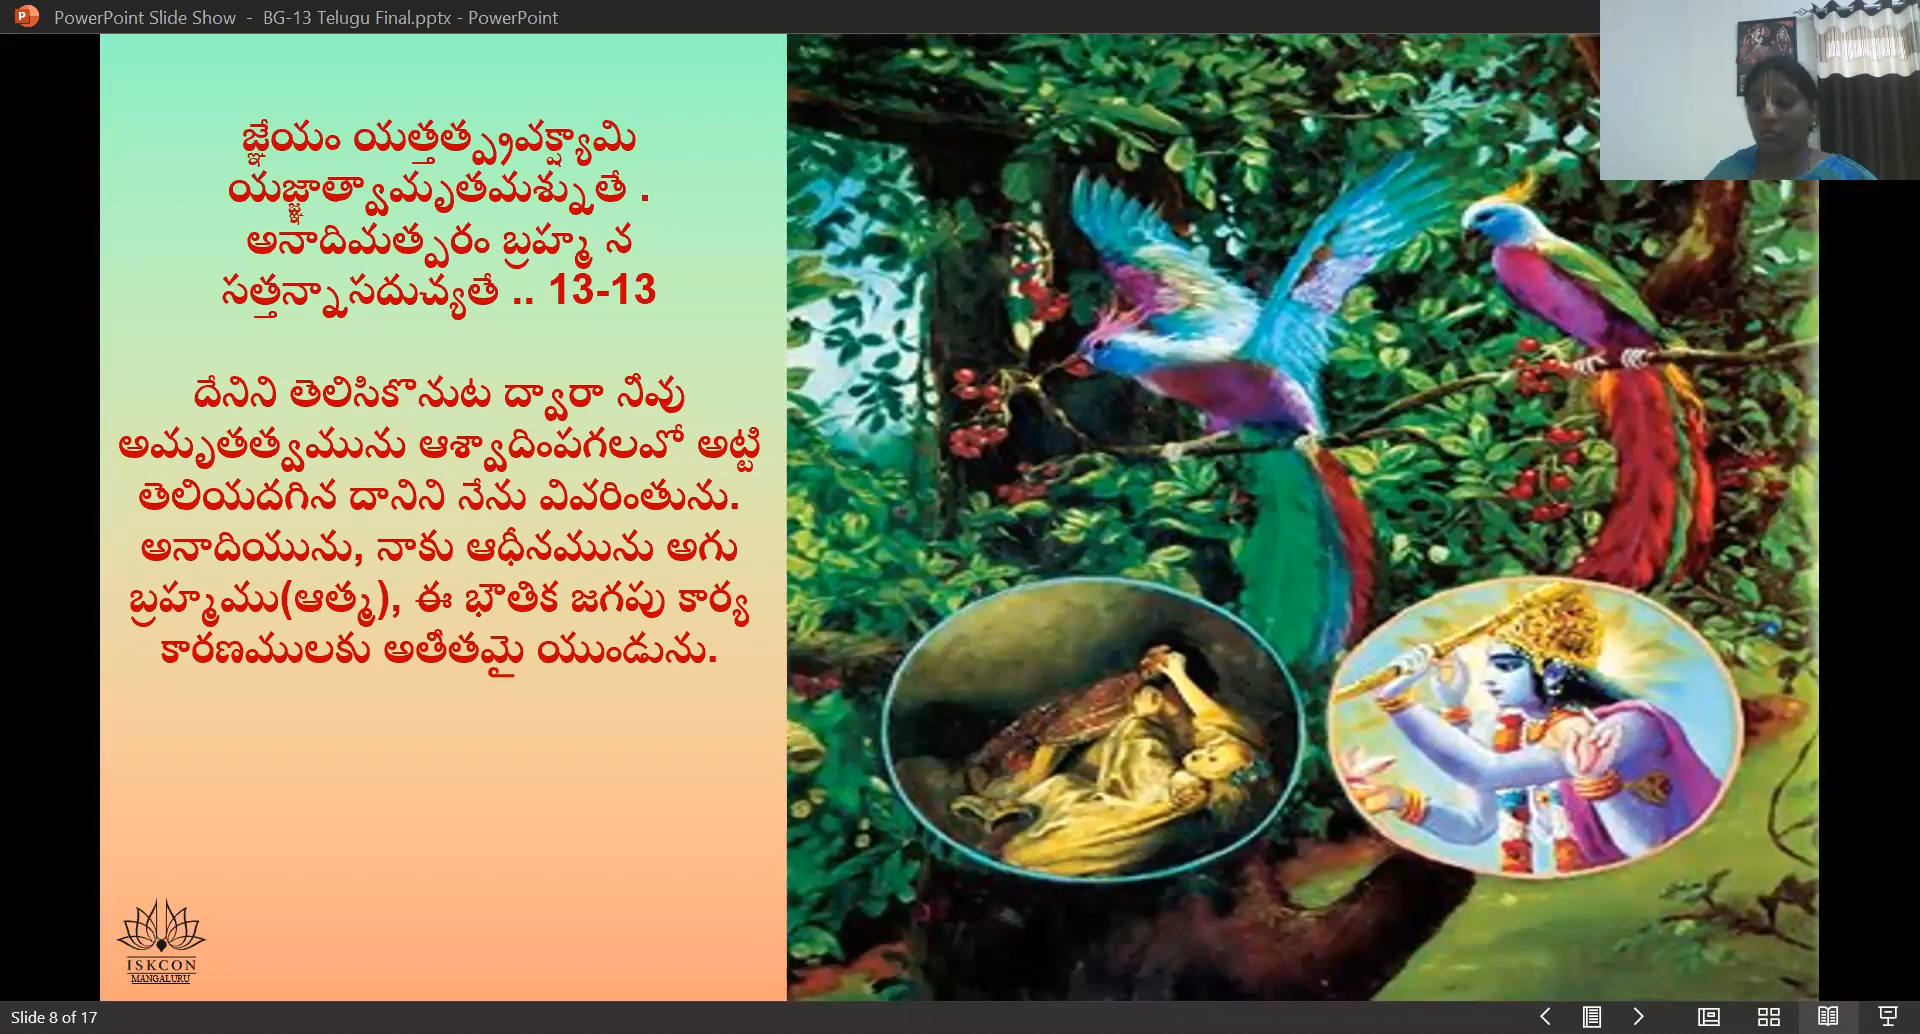 PowerPoint Slide Show - BG-13 Telugu Final.pptx - PowerPoint
జ్ఞేయం యత్తత్ప్రవక్ష్యామి
యజ్జ్ఞాత్వామృతమశ్నుతే .
అనాదిమత్పరం బ్రహ్మ న
సత్తన్నాసదుచ్యతే .. 13-13
దేనిని తెలిసికొనుట ద్వారా నీవు
అమృతత్వమును ఆశ్వాదింపగలవో అట్టి
తెలియదగిన దానిని నేను వివరింతును.
అనాదియును, నాకు ఆధీనమును అగు
బ్రహ్మము(ఆత్మ), ఈ భౌతిక జగపు కార్య
కారణములకు అతీతమై యుండును.
ISKCON
MANGALURU
Slide 8 of 17